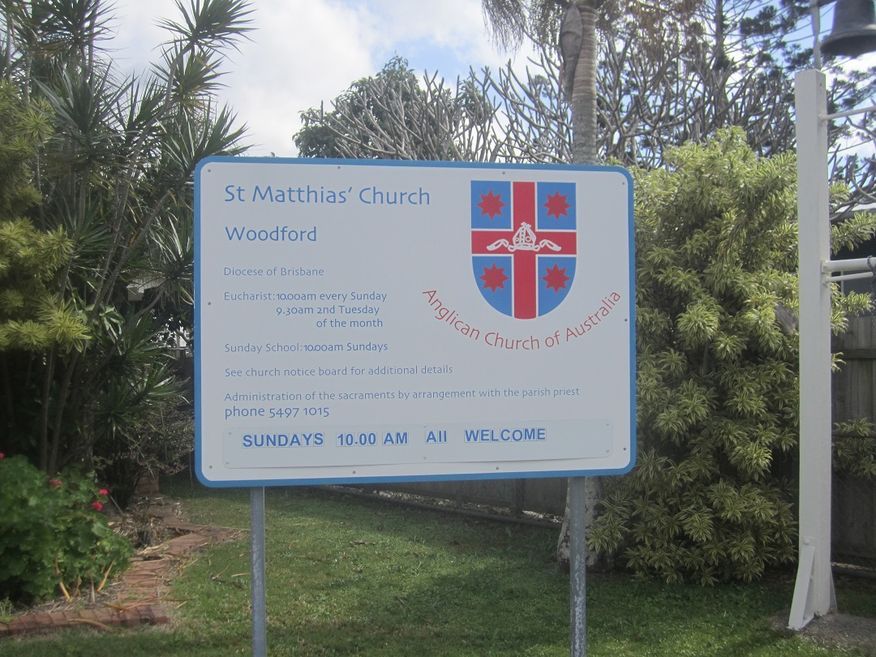 St Matthias' Church
Woodford
Diocese of Brisbane
Eucharist: 10.00am every Sunday
9.30am 2nd Tuesday
of the month
Sunday School: 10.00am Sundays
See church notice board for additional details
Administration of the sacraments by arrangement with the parish priest
phone 5497 1015
SUNDAYS 10.00 AM All WELCOME
Anglican Church of Australia